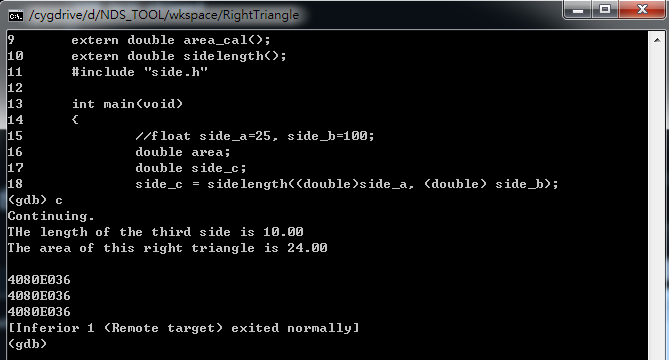 /cygdrive/d/NDS_TOOL/wkspace/RightTriangle
9 extern double area_cal();
10 extern double sidelength();
11 #include "side.h"
12
13 int main(void)
14 {
15 //float side_a=25, side_b=100;
16 double area;
17 double side_c;
18 side_c = sidelength((double)side_a, (double) side_b);
(gdb) c
Continuing.
THe length of the third side is 10.00
The area of this right triangle is 24.00
4080E036
4080E036
4080E036
[Inferior 1 (Remote target) exited normally]
(gdb)